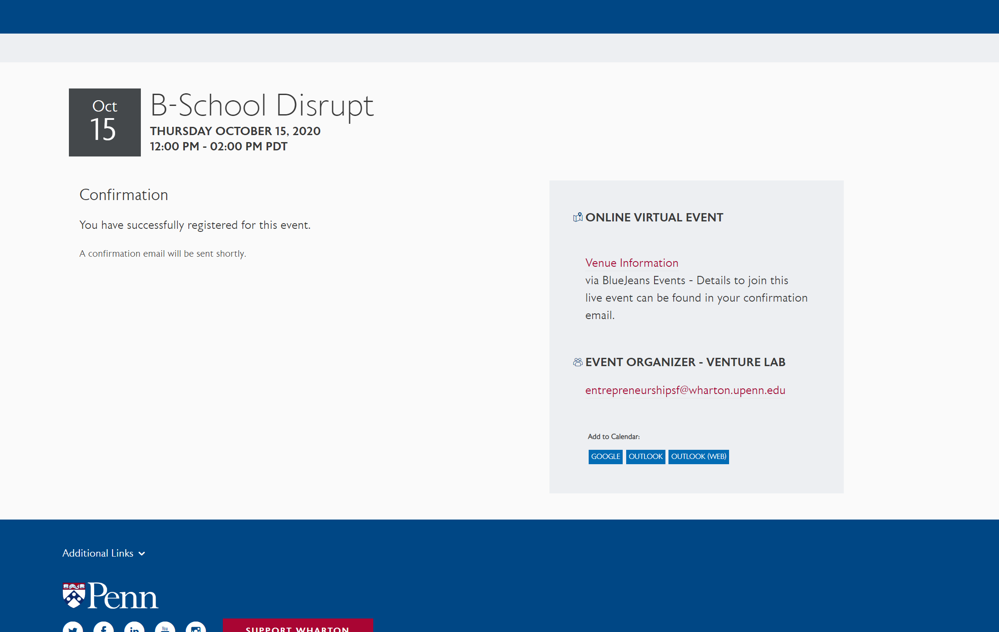 Oct
15
B-School Disrupt
THURSDAY OCTOBER 15, 2020
12:00 PM - 02:00 PM PDT
Confirmation
You have successfully registered for this event.
A confirmation email will be sent shortly.
ONLINE VIRTUAL EVENT
Venue Information
via BlueJeans Events - Details to join this
live event can be found in your confirmation
email.
EVENT ORGANIZER - VENTURE LAB
entrepreneurshipsf@wharton.upenn.edu
Add to Calendar:
GOOGLE OUTLOOK OUTLOOK (WEB)
Additional Links
Penn
You
SUPPORT WHARTON